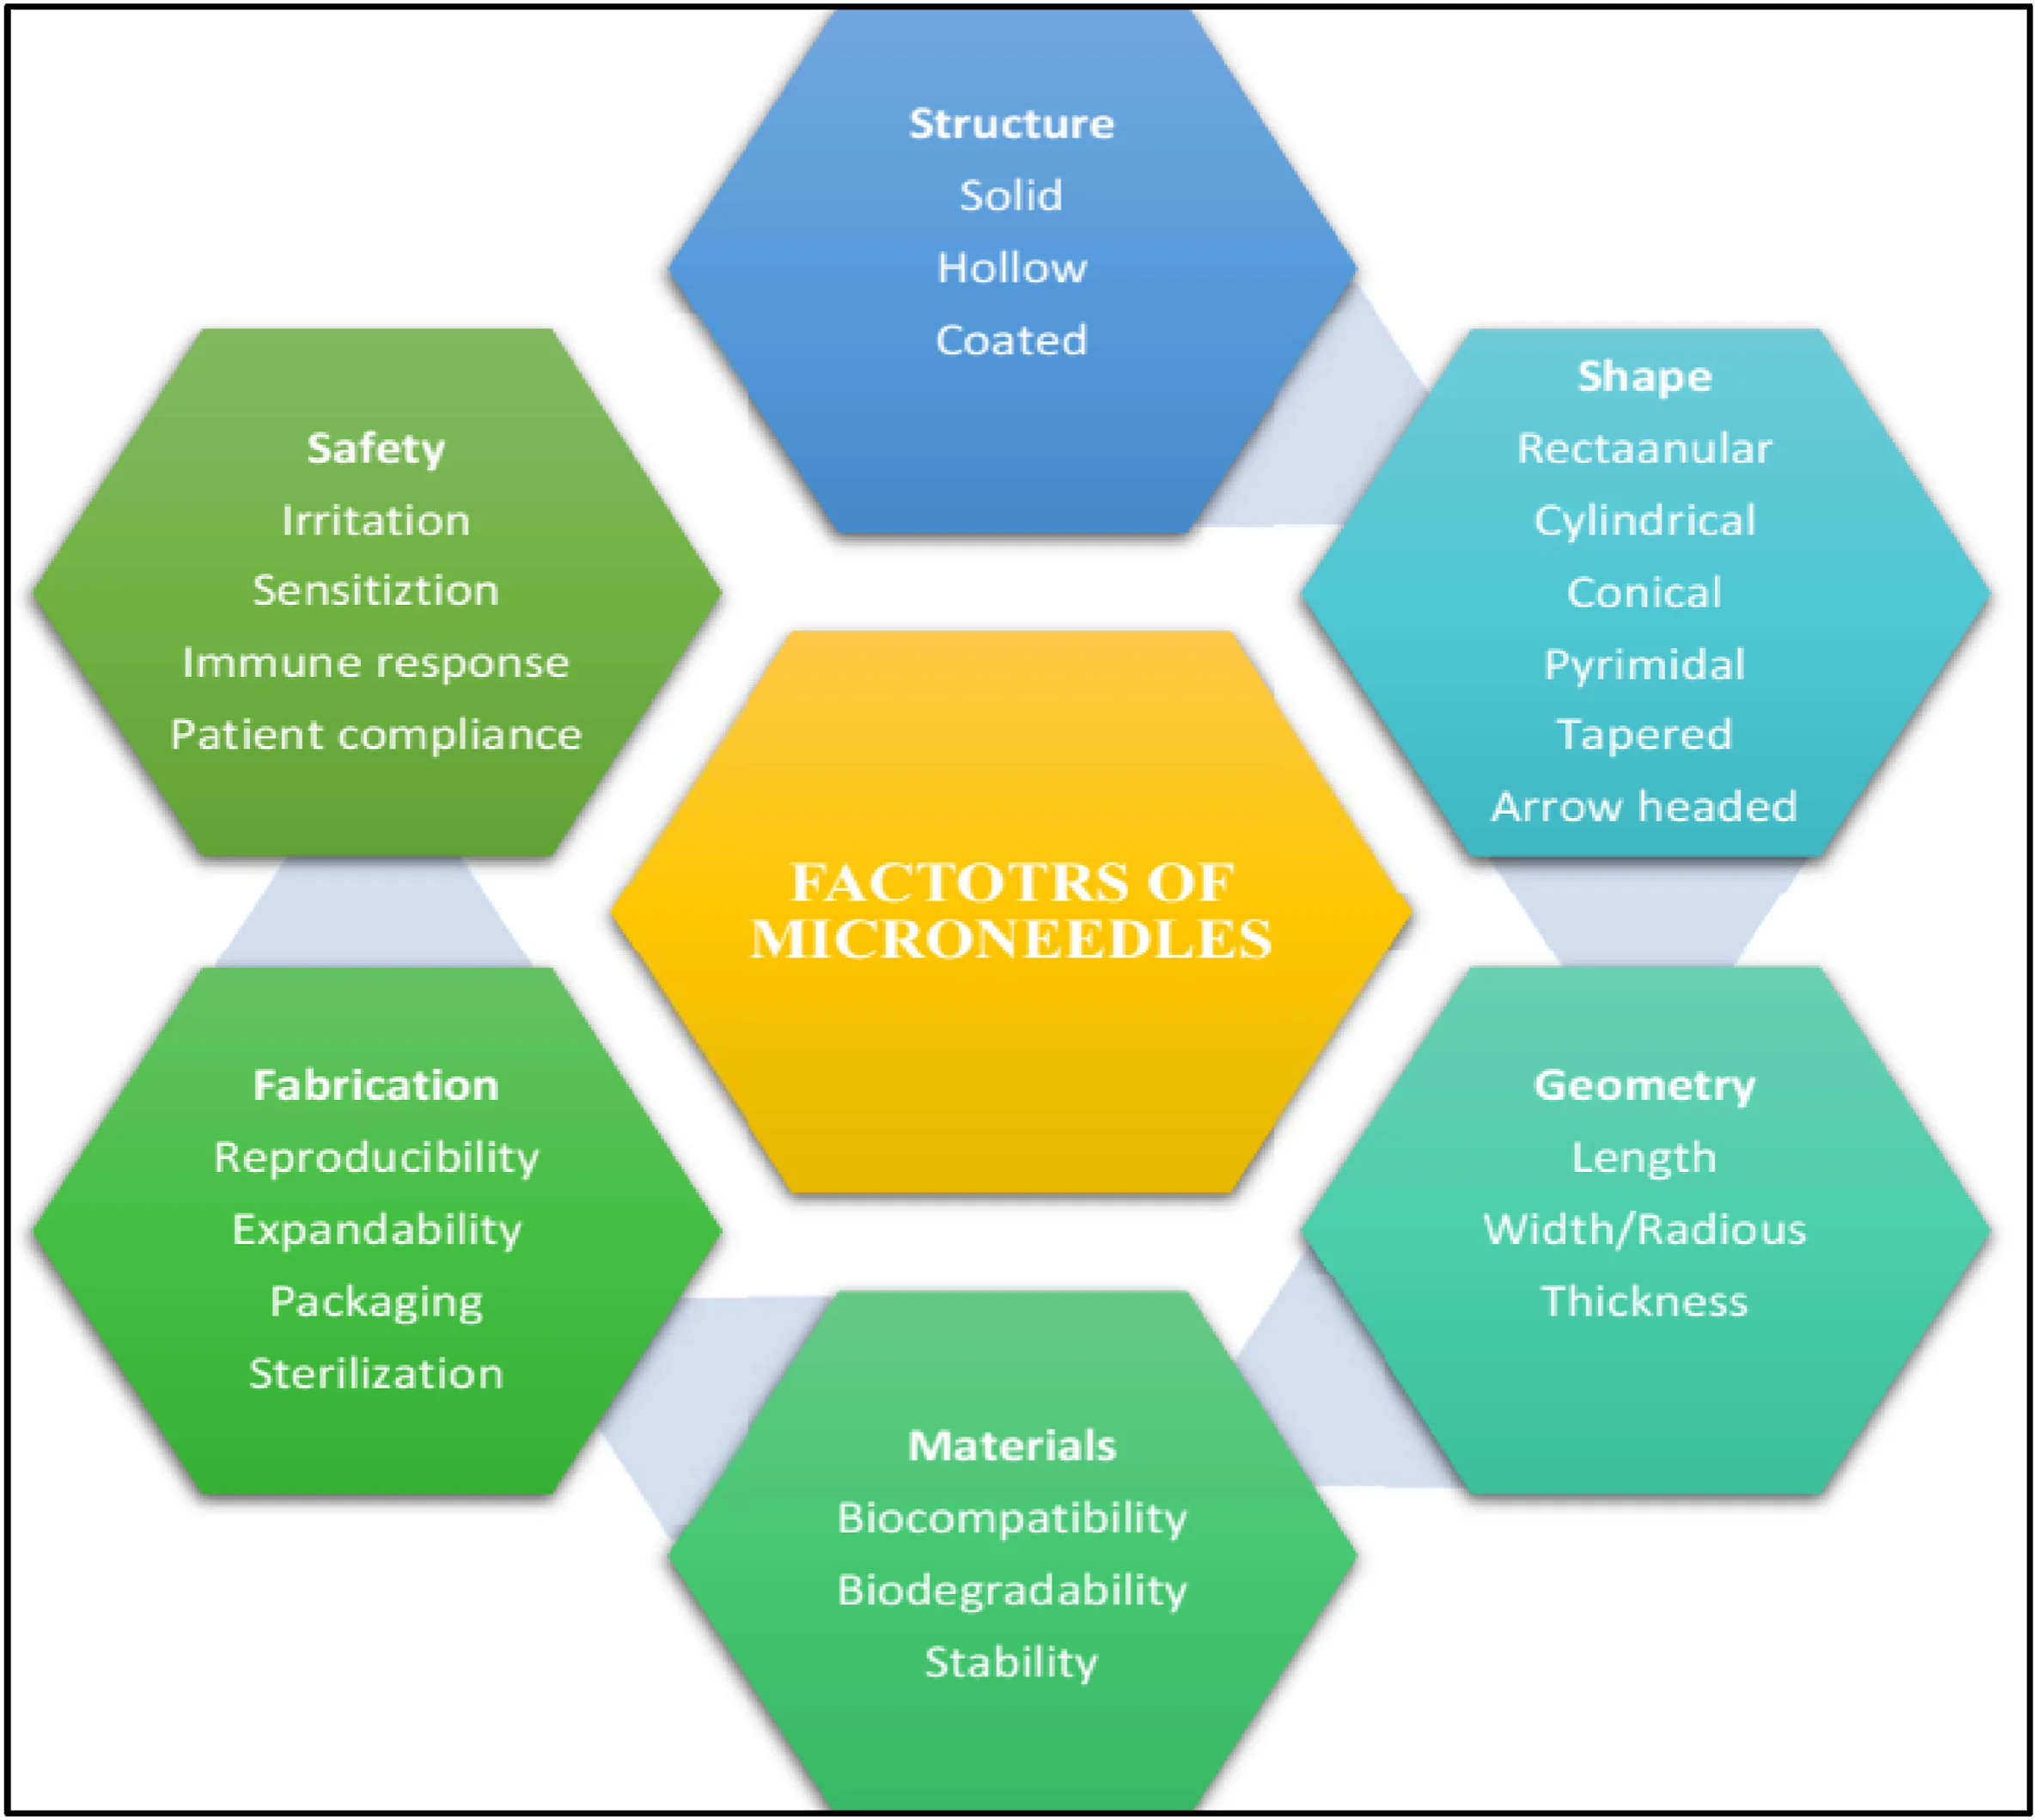 Structure
Solid
Hollow
Coated
Shape
Rectaanular
Cylindrical
Conical
Pyrimidal
Tapered
Arrow headed
Geometry
Length
Width/Radious
Thickness
Materials
Biocompatibility
Biodegradability
Stability
Fabrication
Reproducibility
Expandability
Packaging
Sterilization
Safety
Irritation
Sensitiztion
Immune response
Patient compliance
FACTOTRS OF
MICRONEEDLES